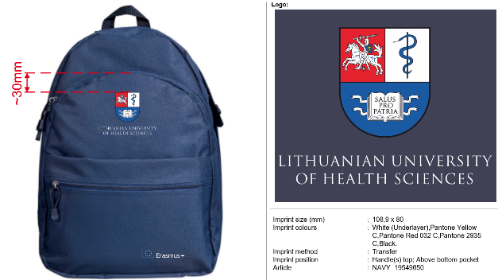 ~30mm
LITHUANIAN UNIVERSITY
OF HEALTH SCIENCES
Erasmus+
Logo:
SALUS
PRO
PATRIA
LITHUANIAN UNIVERSITY
OF HEALTH SCIENCES
Imprint size (mm) : 108,9 x 80
Imprint colours : White (Underlayer),Pantone Yellow
C,Pantone Red 032 C,Pantone 2935
C,Black.
Imprint method : Transfer
Imprint position : Handle(s) top; Above bottom pocket
Article : NAVY 19549650